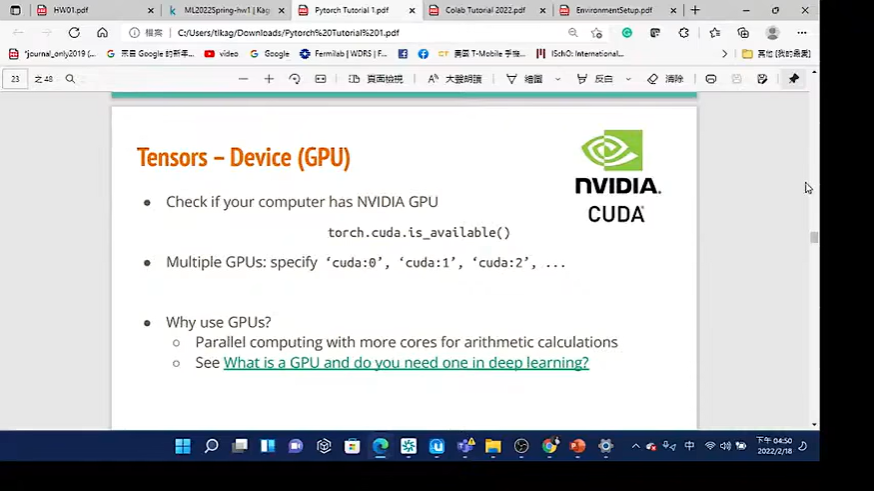 HW01.pdf
ML2022Spring-hw1 | Kag
Pytorch Tutorial 1.pdf
Colab Tutorial 2022.pdf
EnvironmentSetup.pdf
檔案
C:/Users/tlkag/Downloads/Pytorch%20Tutorial%201.pdf
"journal_only2019 (...
來自 Google 的新年...
video
Google
Fermilab | WDRS | F...
美國 T-Mobile 手拖...
ISchO: International...
其他 [我的最愛]
23
之 48
頁面檢視
大聲朗讀
繪圖
反白
清除
Tensors – Device (GPU)
NVIDIA.
CUDA
Check if your computer has NVIDIA GPU
torch.cuda.is_available()
Multiple GPUs: specify 'cuda:0', 'cuda:1', 'cuda:2', ...
Why use GPUs?
Parallel computing with more cores for arithmetic calculations
See What is a GPU and do you need one in deep learning?
中
下午 04:50
2022/2/18